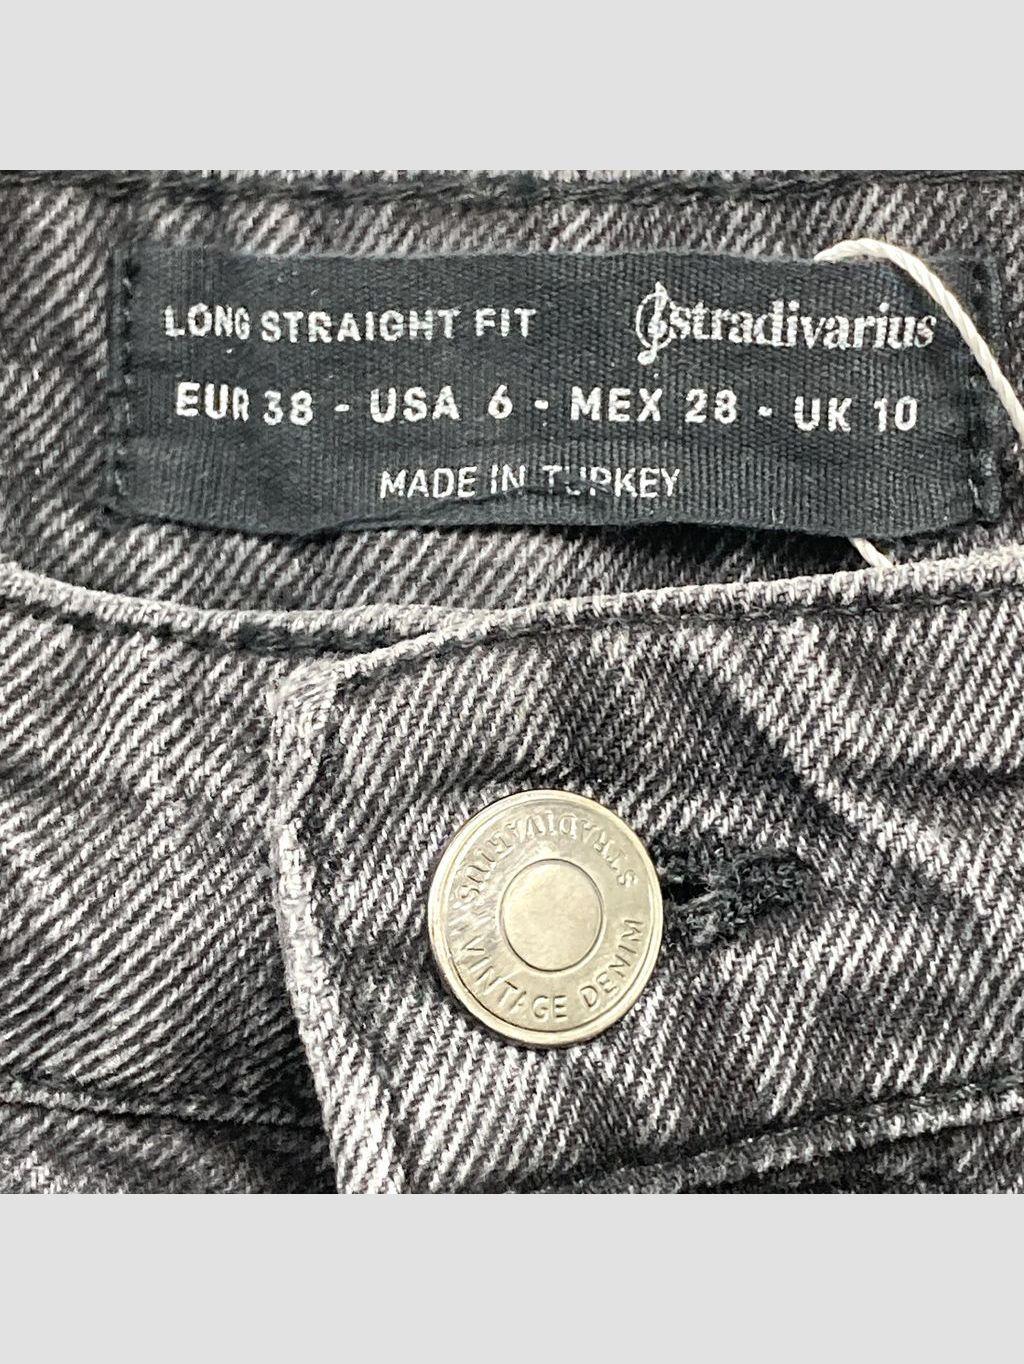 LONG STRAIGHT FIT stradivarius
EUR 38 - USA 6 - MEX 28 - UK 10
MADE IN TURKEY
STRADIVARIUS
VINTAGE DENIM